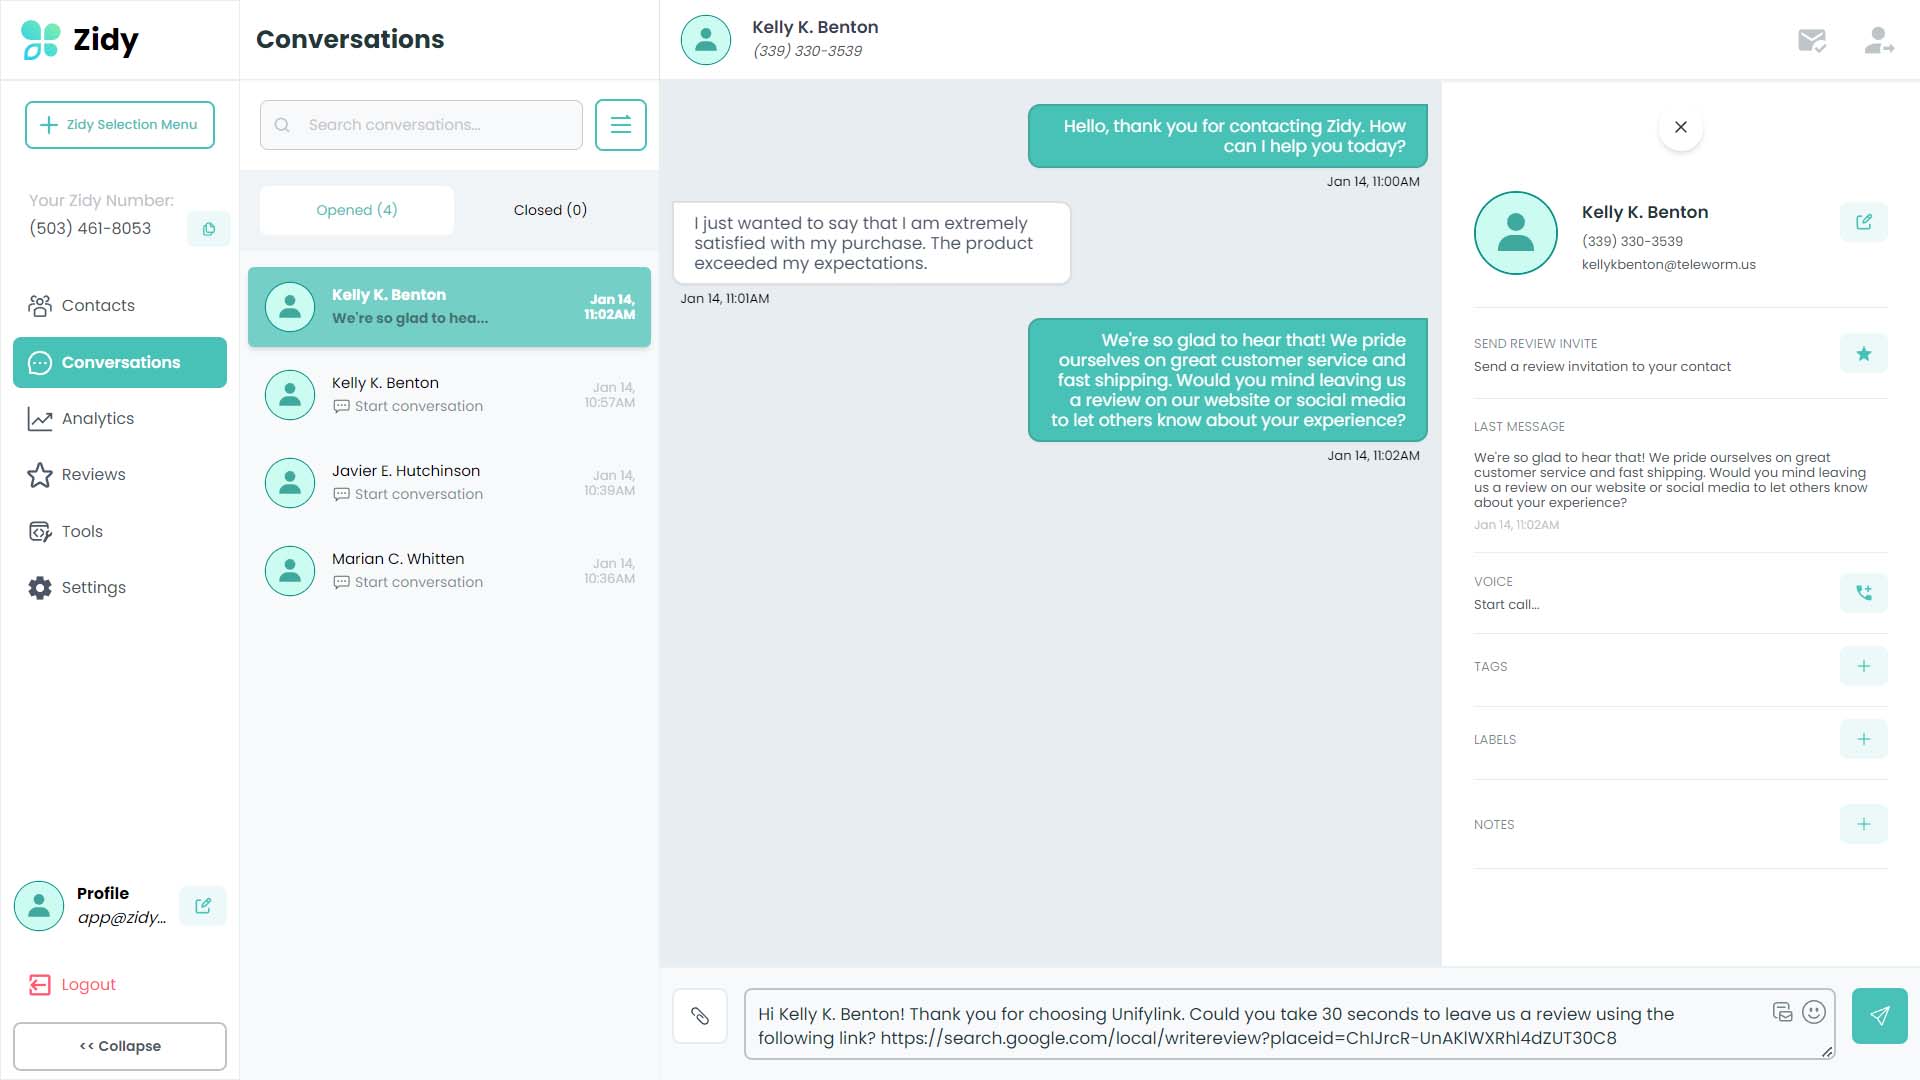 Zidy
Zidy Selection Menu
Your Zidy Number:
(503) 461-8053
Contacts
Conversations
Analytics
Reviews
Tools
Settings
Profile
app@zidy...
Logout
<< Collapse
Conversations
Search conversations...
Opened (4)
Closed (0)
Kelly K. Benton
We're so glad to hea...
Jan 14,
11:02AM
Kelly K. Benton
Start conversation
Jan 14,
10:57AM
Javier E. Hutchinson
Start conversation
Jan 14,
10:39AM
Marian C. Whitten
Start conversation
Jan 14,
10:36AM
Kelly K. Benton
(339) 330-3539
Hello, thank you for contacting Zidy. How
can I help you today?
Jan 14, 11:00AM
I just wanted to say that I am extremely
satisfied with my purchase. The product
exceeded my expectations.
Jan 14, 11:01AM
We're so glad to hear that! We pride
ourselves on great customer service and
fast shipping. Would you mind leaving us
a review on our website or social media
to let others know about your experience?
Jan 14, 11:02AM
Hi Kelly K. Benton! Thank you for choosing Unifylink. Could you take 30 seconds to leave us a review using the
following link? https://search.google.com/local/writereview?placeid=ChIJrcR-UnAKlWXRhl4dZUT30C8
Kelly K. Benton
(339) 330-3539
kellykbenton@teleworm.us
SEND REVIEW INVITE
Send a review invitation to your contact
LAST MESSAGE
We're so glad to hear that! We pride ourselves on great
customer service and fast shipping. Would you mind leaving
us a review on our website or social media to let others know
about your experience?
Jan 14, 11:02AM
VOICE
Start call...
TAGS
LABELS
NOTES